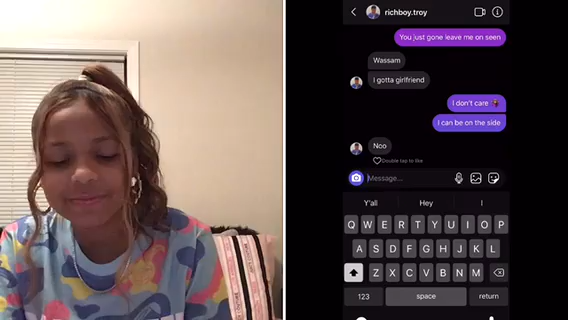 richboy.troy
You just gone leave me on seen
Wassam
I gotta girlfriend
I don't care
I can be on the side
Noo
Double tap to like
Message...
Y'all Hey I
Q W E R T Y U I O P
A S D F G H J K L
Z X C V B N M
123 space return